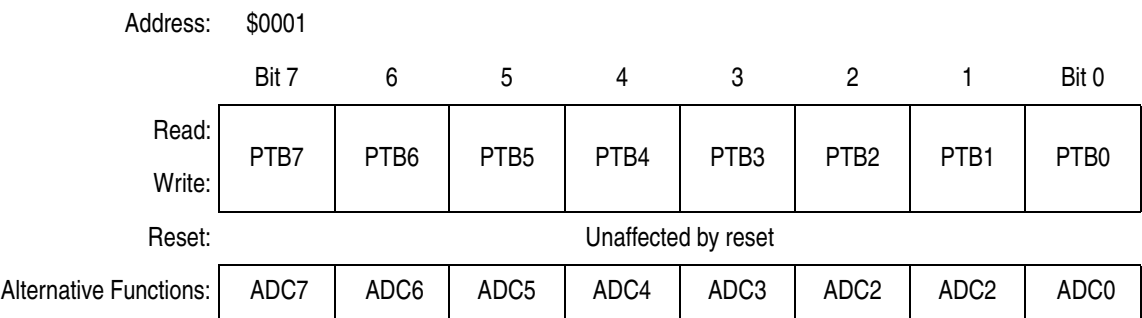 Address: $0001
Bit 7 6 5 4 3 2 1 Bit 0
Read:
PTB7 PTB6 PTB5 PTB4 PTB3 PTB2 PTB1 PTB0
Write:
Reset: Unaffected by reset
Alternative Functions: ADC7 ADC6 ADC5 ADC4 ADC3 ADC2 ADC2 ADC0